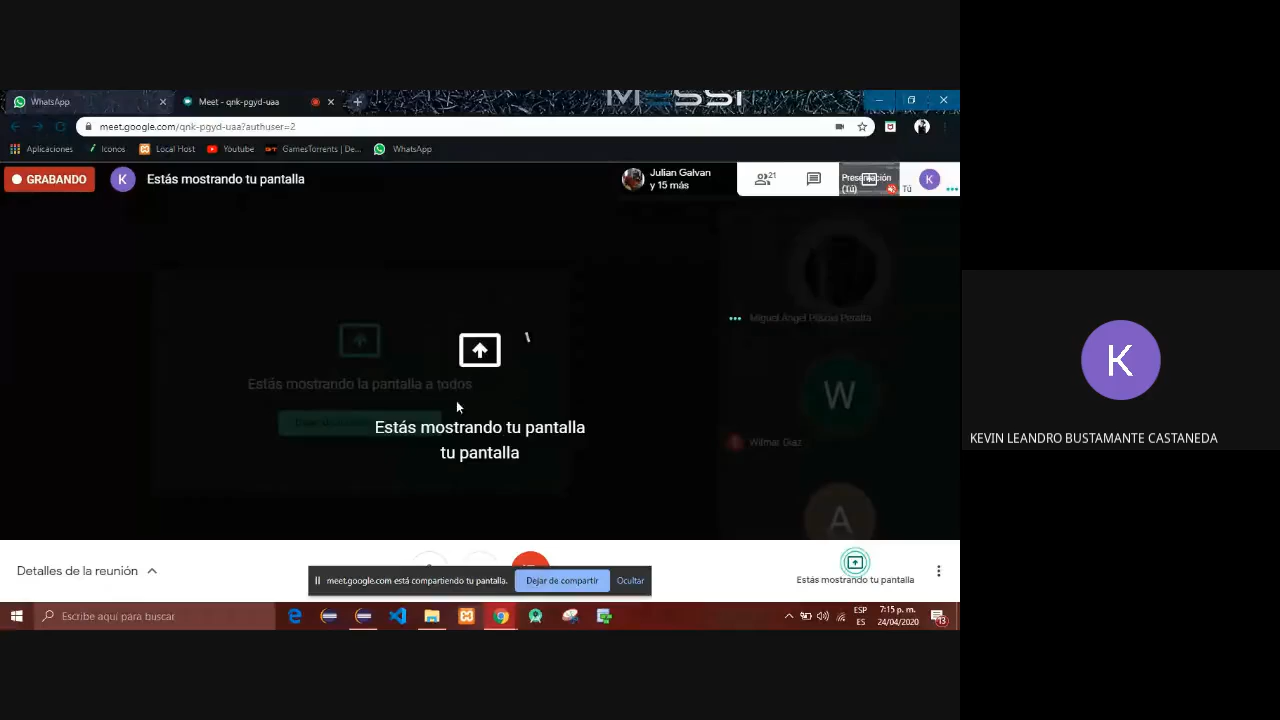 MESSI
WhatsApp
Meet - qnk-pgyd-uaa
meet.google.com/qnk-pgyd-uaa?authuser=2
Aplicaciones
Iconos
Local Host
Youtube
GamesTorrents | De...
WhatsApp
GRABANDO
K
Estás mostrando tu pantalla
Julian Galvan
y 15 más
21
Presentación
(Tú)
Tú
K
Miguel Angel Plazas Peralta
Estás mostrando la pantalla a todos
W
Estás mostrando tu pantalla
tu pantalla
Wilmar Diaz
A
K
KEVIN LEANDRO BUSTAMANTE CASTANEDA
Detalles de la reunión
meet.google.com está compartiendo tu pantalla.
Dejar de compartir
Ocultar
Estás mostrando tu pantalla
Escribe aquí para buscar
ESP
ES
7:15 p. m.
24/04/2020
13